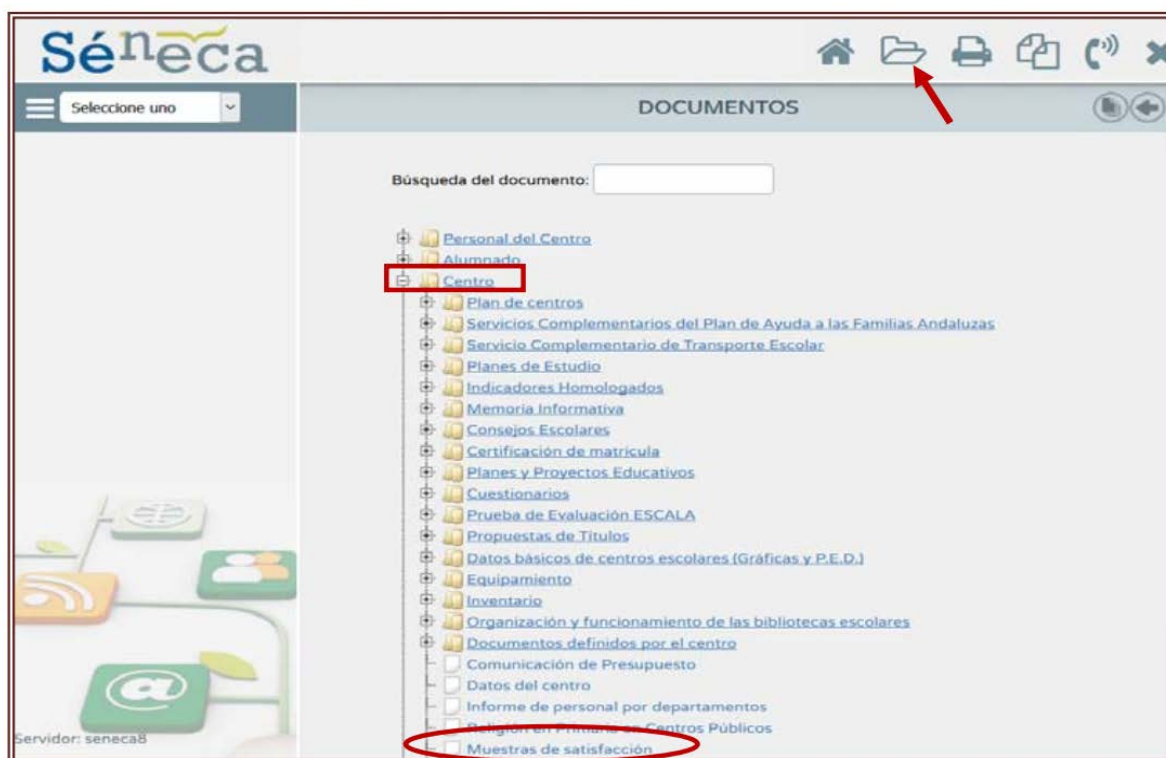 Séneca
Seleccione uno
DOCUMENTOS
Búsqueda del documento:
Personal del Centro
Alumnado
Centro
Plan de centros
Servicios Complementarios del Plan de Ayuda a las Familias Andaluzas
Servicio Complementario de Transporte Escolar
Planes de Estudio
Indicadores Homologados
Memoria Informativa
Consejos Escolares
Certificación de matrícula
Planes y Proyectos Educativos
Cuestionarios
Prueba de Evaluación ESCALA
Propuestas de Títulos
Datos básicos de centros escolares (Gráficas y P.E.D.)
Equipamiento
Inventario
Organización y funcionamiento de las bibliotecas escolares
Documentos definidos por el centro
Comunicación de Presupuesto
Datos del centro
Informe de personal por departamentos
Religión en Primaria en Centros Públicos
Servidor: seneca8
Muestras de satisfacción